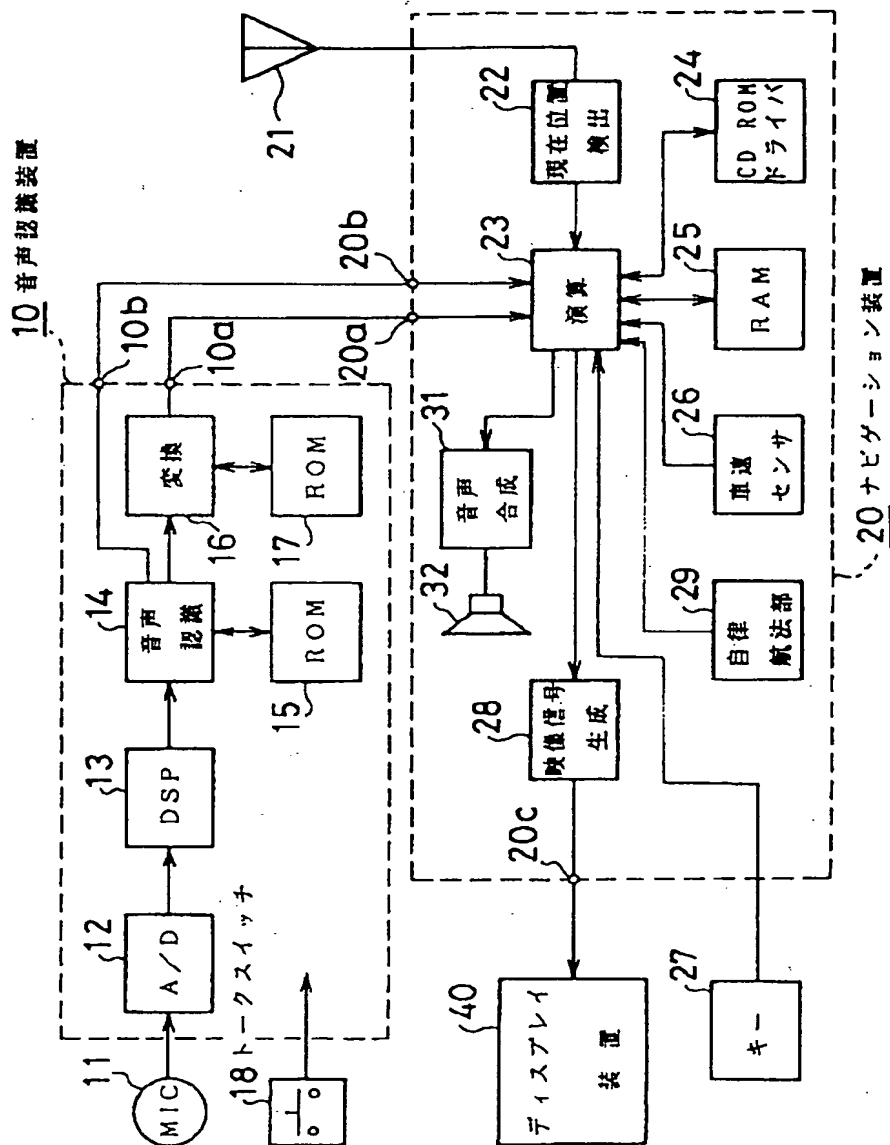 10 音声認識装置
11
MIC
12
A/D
13
DSP
14
音声
認識
15
ROM
16
変換
17
ROM
10a
10b
18 トークスイッチ
20a
20b
21
22
現在位置
検出
23
演算
24
CD ROM
ドライバ
25
RAM
26
車速
センサ
29
自律
航法部
31
音声
合成
32
28
映像信号
生成
20c
40
ディスプレイ
装置
27
キー
20 ナビゲーション装置